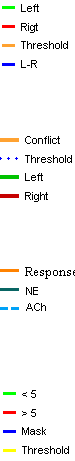 Left
Rigt
Threshold
L-R
Conflict
Threshold
Left
Right
Response
NE
ACh
< 5
> 5
Mask
Threshold